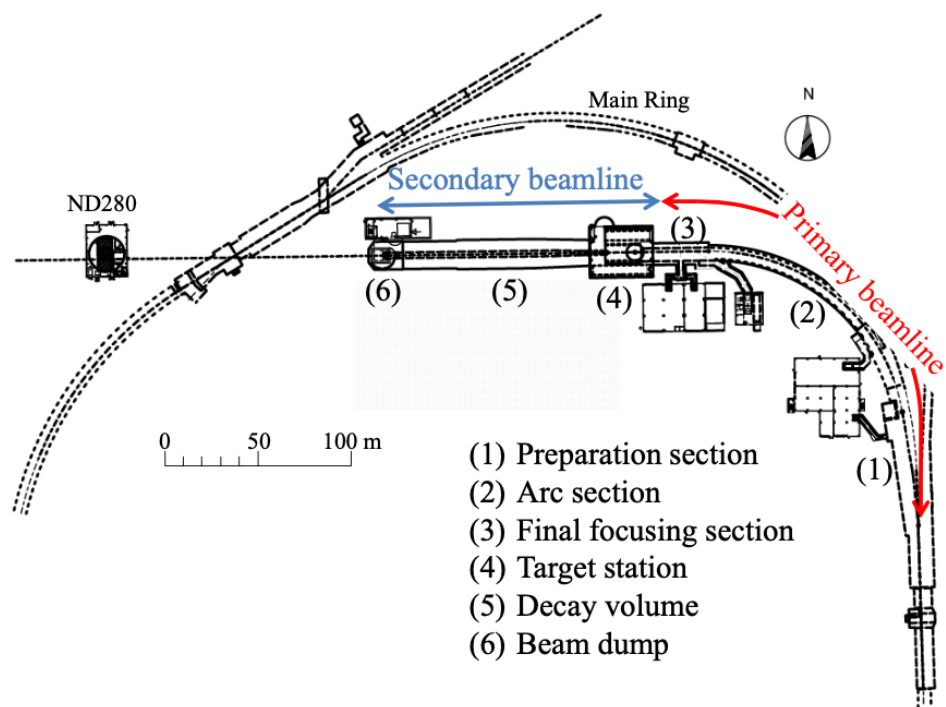 Main Ring
N
Secondary beamline
ND280
Primary beamline
(3)
(6)
(5)
(4)
(2)
(1)
0 50 100 m
(1) Preparation section
(2) Arc section
(3) Final focusing section
(4) Target station
(5) Decay volume
(6) Beam dump